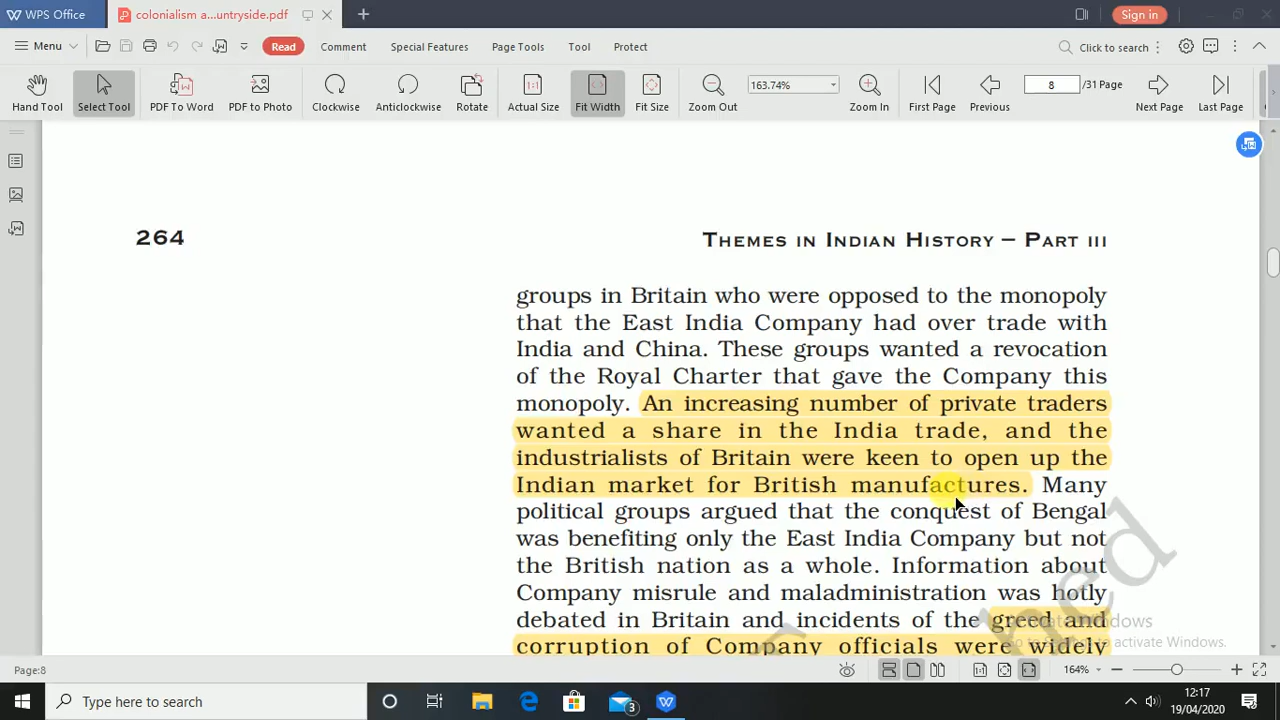 WPS Office
colonialism a...untryside.pdf
Sign in
Menu
Read
Comment
Special Features
Page Tools
Tool
Protect
Click to search
Hand Tool
Select Tool
PDF To Word
PDF to Photo
Clockwise
Anticlockwise
Rotate
Actual Size
Fit Width
Fit Size
Zoom Out
163.74%
Zoom In
First Page
Previous
8 /31 Page
Next Page
Last Page
264
THEMES IN INDIAN HISTORY – PART III
groups in Britain who were opposed to the monopoly
that the East India Company had over trade with
India and China. These groups wanted a revocation
of the Royal Charter that gave the Company this
monopoly. An increasing number of private traders
wanted a share in the India trade, and the
industrialists of Britain were keen to open up the
Indian market for British manufactures. Many
political groups argued that the conquest of Bengal
was benefiting only the East India Company but not
the British nation as a whole. Information about
Company misrule and maladministration was hotly
debated in Britain and incidents of the greed and
corruption of Company officials were widely
Activate Windows
Go to Settings to activate Windows.
Page:8
164%
Type here to search
3
12:17
19/04/2020